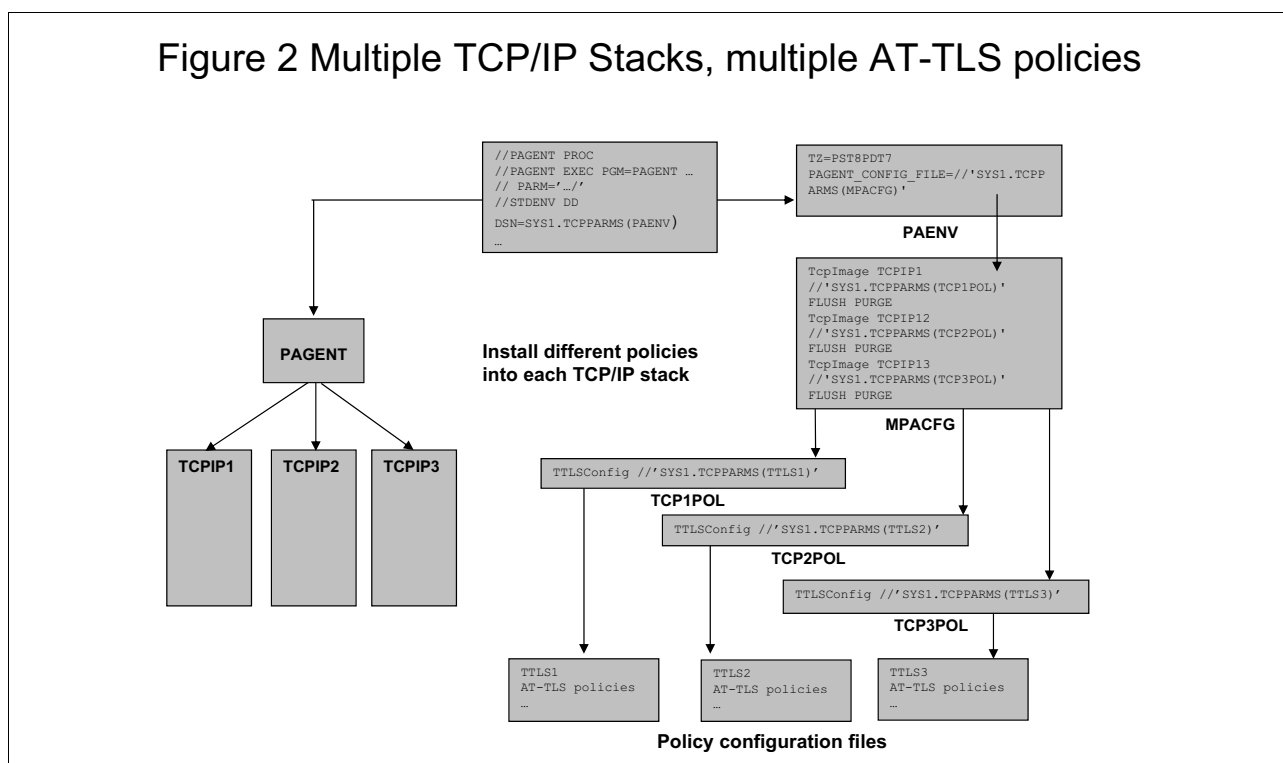 Figure 2 Multiple TCP/IP Stacks, multiple AT-TLS policies
//PAGENT PROC
//PAGENT EXEC PGM=PAGENT …
// PARM=’…/’
//STDENV DD
DSN=SYS1.TCPPARMS(PAENV)
…
TZ=PST8PDT7
PAGENT_CONFIG_FILE=//'SYS1.TCPP
ARMS(MPACFG)'
PAENV
TcpImage TCPIP1
//'SYS1.TCPPARMS(TCP1POL)'
FLUSH PURGE
TcpImage TCPIP12
//'SYS1.TCPPARMS(TCP2POL)'
FLUSH PURGE
TcpImage TCPIP13
//'SYS1.TCPPARMS(TCP3POL)'
FLUSH PURGE
MPACFG
PAGENT
Install different policies
into each TCP/IP stack
TCPIP1
TCPIP2
TCPIP3
TTLSConfig //’SYS1.TCPPARMS(TTLS1)’
TCP1POL
TTLSConfig //’SYS1.TCPPARMS(TTLS2)’
TCP2POL
TTLSConfig //’SYS1.TCPPARMS(TTLS3)’
TCP3POL
TTLS1
AT-TLS policies
…
TTLS2
AT-TLS policies
…
TTLS3
AT-TLS policies
…
Policy configuration files